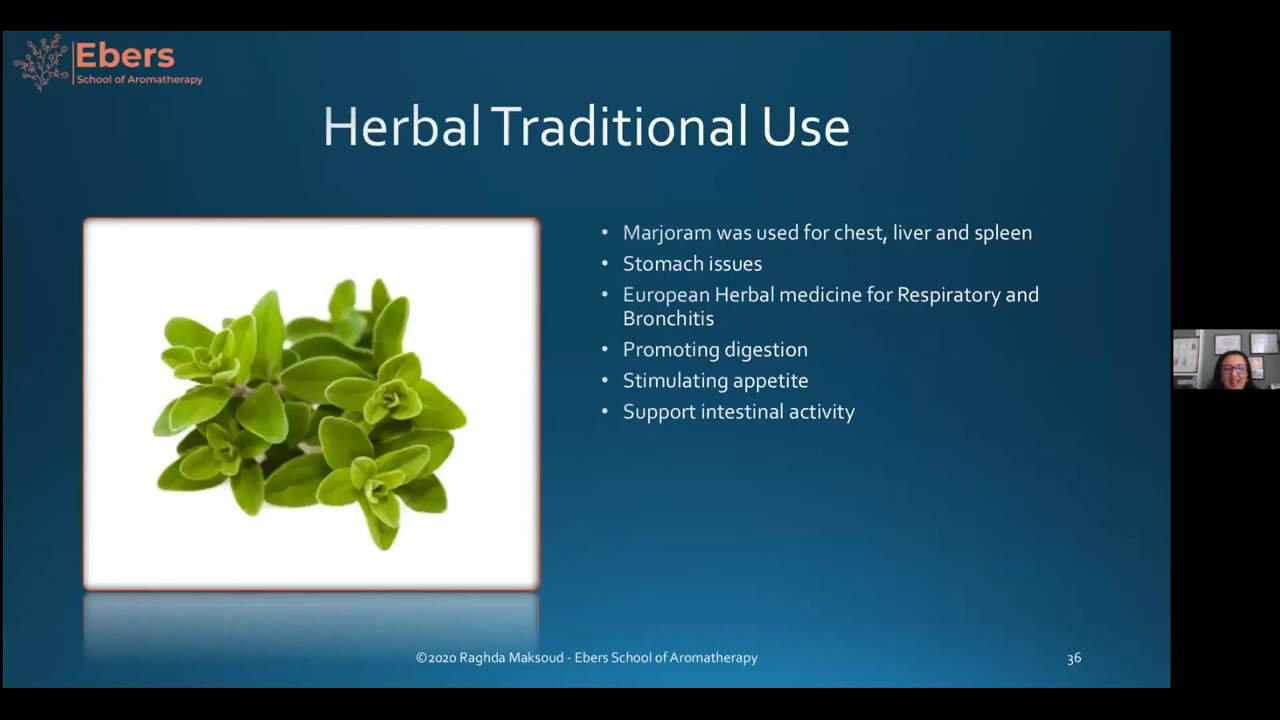 Ebers
School of Aromatherapy
Herbal Traditional Use
• Marjoram was used for chest, liver and spleen
• Stomach issues
• European Herbal medicine for Respiratory and
Bronchitis
• Promoting digestion
• Stimulating appetite
• Support intestinal activity
©2020 Raghda Maksoud - Ebers School of Aromatherapy
36